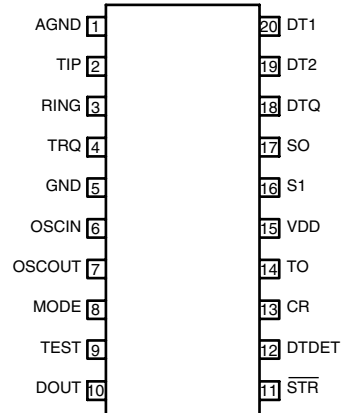 AGND 1 20 DT1
TIP 2 19 DT2
RING 3 18 DTQ
TRQ 4 17 SO
GND 5 16 S1
OSCIN 6 15 VDD
OSCOUT 7 14 TO
MODE 8 13 CR
TEST 9 12 DTDET
DOUT 10 11 STR